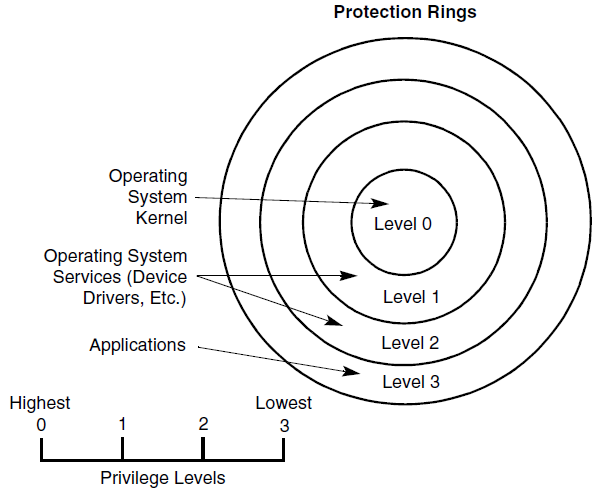 Protection Rings
Operating
System
Kernel
Level 0
Operating System
Services (Device
Drivers, Etc.)
Level 1
Level 2
Applications
Level 3
Highest
Lowest
0
1
2
3
Privilege Levels